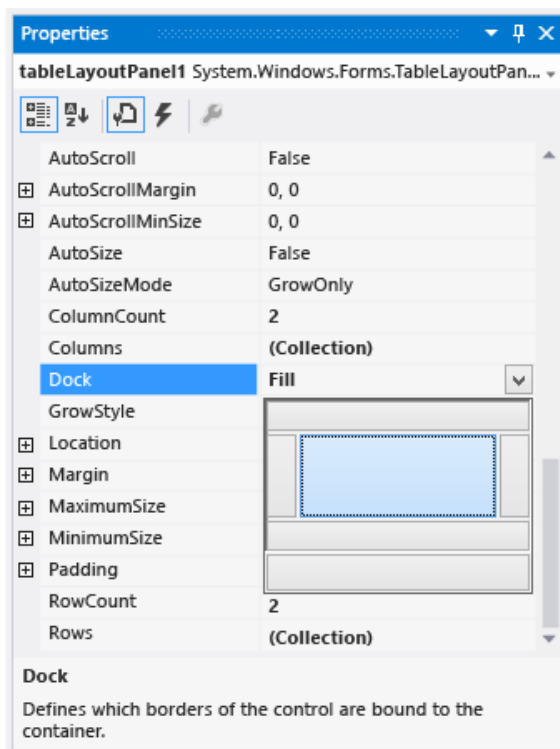 Properties
tableLayoutPanel1 System.Windows.Forms.TableLayoutPan...
AutoScroll False
AutoScrollMargin 0, 0
AutoScrollMinSize 0, 0
AutoSize False
AutoSizeMode GrowOnly
ColumnCount 2
Columns (Collection)
Dock Fill
GrowStyle
Location
Margin
MaximumSize
MinimumSize
Padding
RowCount 2
Rows (Collection)
Dock
Defines which borders of the control are bound to the
container.